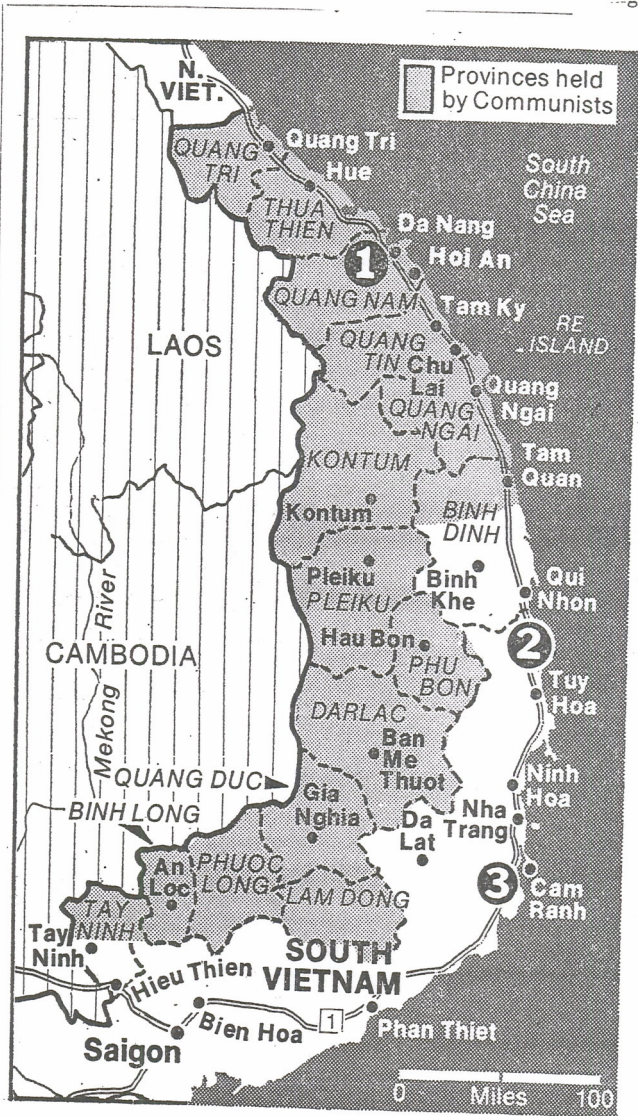 Provinces held
by Communists
N.
VIET.
QUANG
TRI
Quang Tri
Hue
South
China
Sea
THUA
THIEN
Da Nang
1
Hoi An
QUANG NAM
Tam Ky
RE
ISLAND
LAOS
QUANG
TIN
Chu
Lai
Quang
Ngai
QUANG
NGAI
KONTUM
Tam
Quan
Kontum
BINH
DINH
Pleiku
PLEIKU
Binh
Khe
Qui
Nhon
Mekong River
CAMBODIA
Hau Bon
PHU
BON
2
Tuy
Hoa
DARLAC
Ban
Me
Thuot
QUANG DUC
Ninh
Hoa
BINH LONG
Gia
Nghia
Da
Lat
Nha
Trang
An
Loc
PHUOC
LONG
LAM DONG
3
Cam
Ranh
TAY
NINH
Tay
Ninh
SOUTH
VIETNAM
Hieu Thien
Bien Hoa
1
Phan Thiet
Saigon
0 Miles 100